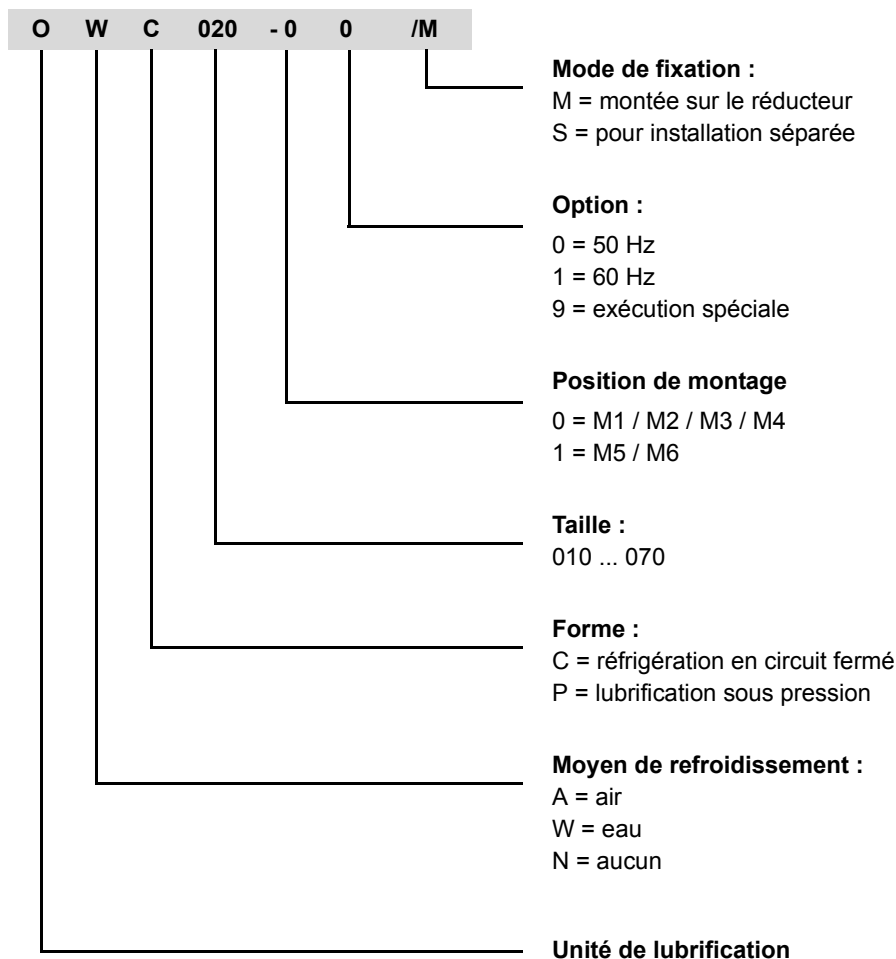 O W C 020 - 0 0 /M
Mode de fixation :
M = montée sur le réducteur
S = pour installation séparée
Option :
0 = 50 Hz
1 = 60 Hz
9 = exécution spéciale
Position de montage
0 = M1 / M2 / M3 / M4
1 = M5 / M6
Taille :
010 ... 070
Forme :
C = réfrigération en circuit fermé
P = lubrification sous pression
Moyen de refroidissement :
A = air
W = eau
N = aucun
Unité de lubrification